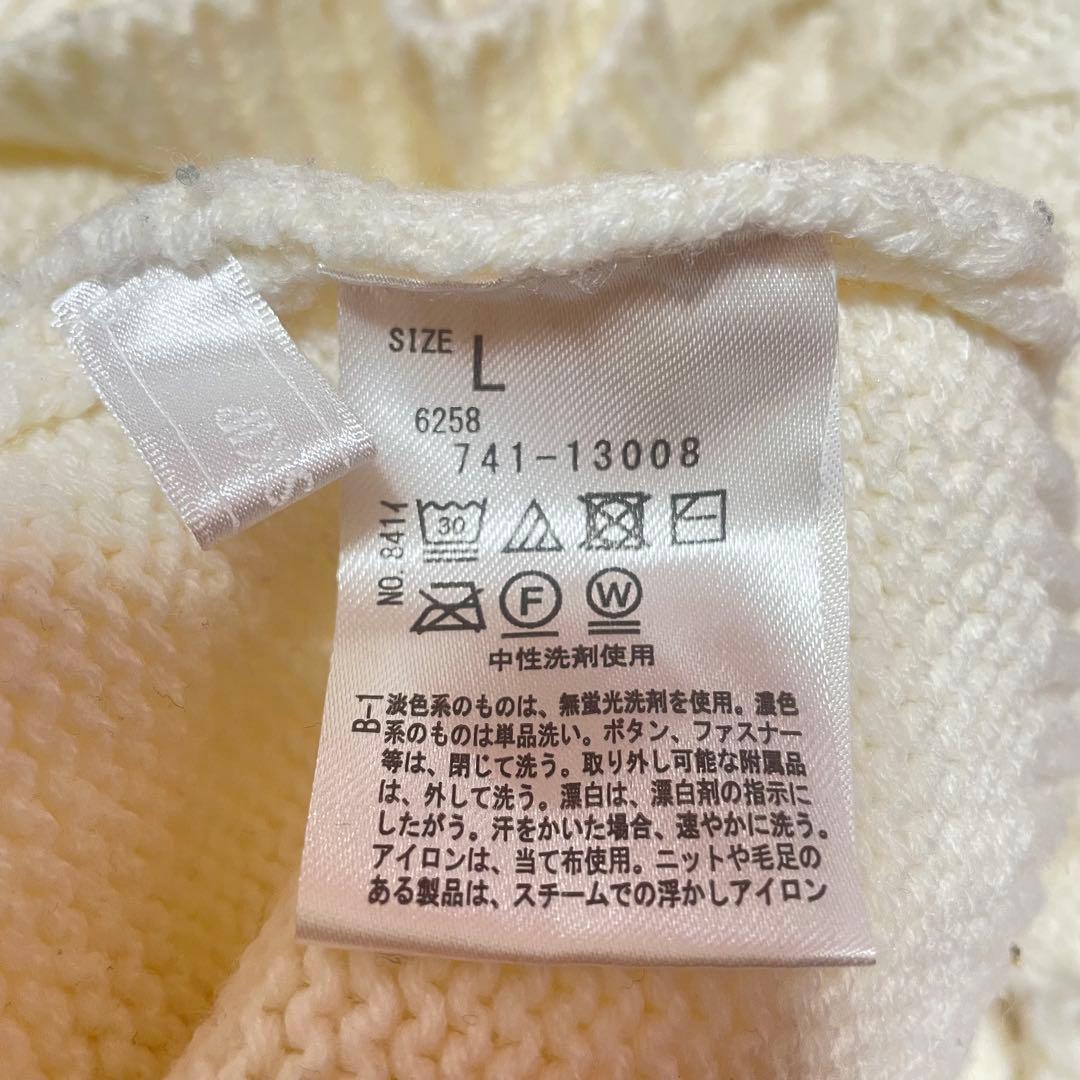 SIZE L
6258
741-13008
NO.8414
30
F W
中性洗剤使用
B-1
淡色系のものは、無蛍光洗剤を使用。濃色
系のものは単品洗い。ボタン、ファスナー
等は、閉じて洗う。取り外し可能な附属品
は、外して洗う。漂白は、漂白剤の指示に
したがう。汗をかいた場合、速やかに洗う。
アイロンは、当て布使用。ニットや毛足の
ある製品は、スチームでの浮かしアイロン